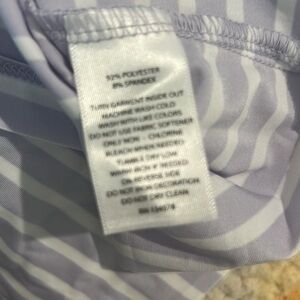 92% POLYESTER
8% SPANDEX
TURN GARMENT INSIDE OUT
MACHINE WASH COLD
WASH WITH LIKE COLORS
DO NOT USE FABRIC SOFTENER
ONLY NON - CHLORINE
BLEACH WHEN NEEDED
TUMBLE DRY LOW
WARM IRON IF NEEDED
ON REVERSE SIDE
DO NOT IRON DECORATION
DO NOT DRY CLEAN
RN